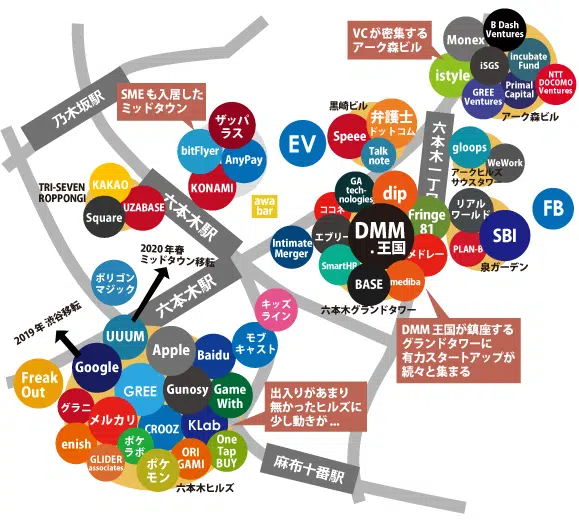 VCが密集する
アーク森ビル
Monex
B Dash
Ventures
iSGS
incubate
Fund
istyle
GREE
Ventures
Primal
Capital
NTT
DOCOMO
Ventures
アーク森ビル
乃木坂駅
SMEも入居した
ミッドタウン
ザッパ
ラス
bitFlyer
AnyPay
KONAMI
EV
黒崎ビル
弁護士
ドットコム
Speee
Talk
note
六本木一丁目
gloops
WeWork
アークヒルズ
サウスタワー
TRI-SEVEN
ROPPONGI
KAKAO
UZABASE
Square
六本木駅
awa
bar
GA
tech-
nologies
dip
ココネ
Fringe
81
リアル
ワールド
FB
DMM
.王国
エブリー
Intimate
Merger
SmartHR
メドレー
PLAN-B
SBI
泉ガーデン
BASE
mediba
六本木グランドタワー
2020年春
ミッドタウン移転
ポリゴン
マジック
六本木駅
キッズ
ライン
モブ
キャスト
DMM王国が鎮座する
グランドタワーに
有力スタートアップが
続々と集まる
2019年 渋谷移転
UUUM
Apple
Baidu
Google
Freak
Out
GREE
Gunosy
Game
With
グラニ
メルカリ
CROOZ
KLab
出入りがあまり
無かったヒルズに
少し動きが...
enish
ポケ
ラボ
GLIDER
associates
ポケ
モン
ORI
GAMI
One
Tap
BUY
六本木ヒルズ
麻布十番駅